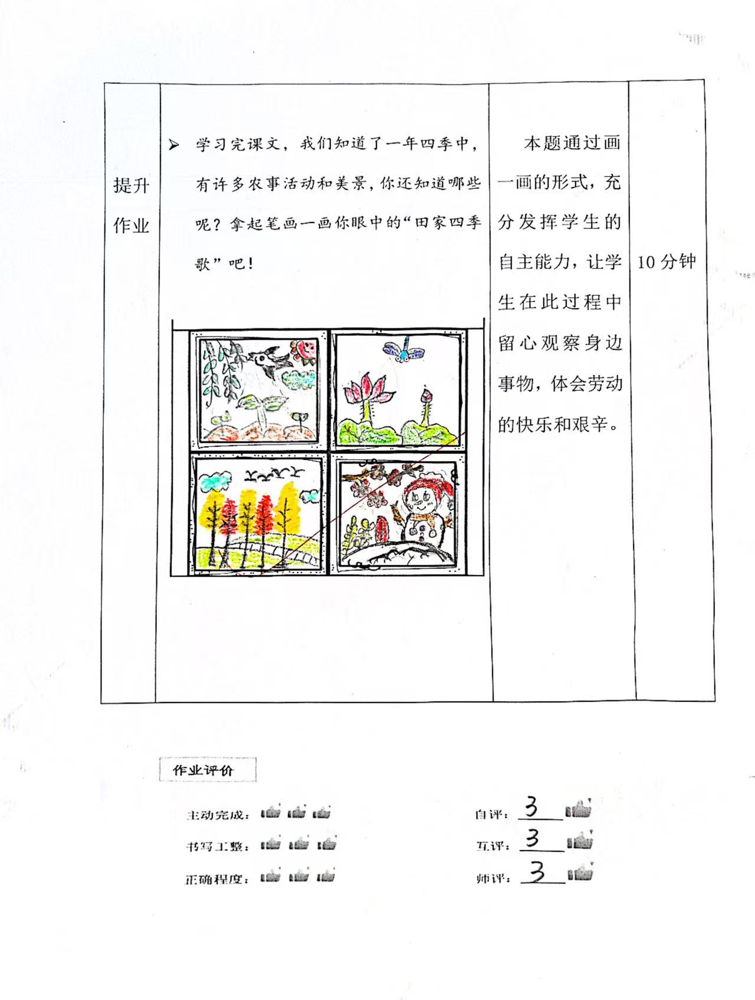 提升
作业
➢ 学习完课文，我们知道了一年四季中，
有许多农事活动和美景，你还知道哪些
呢？拿起笔画一画你眼中的“田家四季
歌”吧！
本题通过画
一画的形式，充
分发挥学生的
自主能力，让学
生在此过程中
留心观察身边
事物，体会劳动
的快乐和艰辛。
10 分钟
作业评价
主动完成：
自评：3
书写工整：
互评：3
正确程度：
师评：3